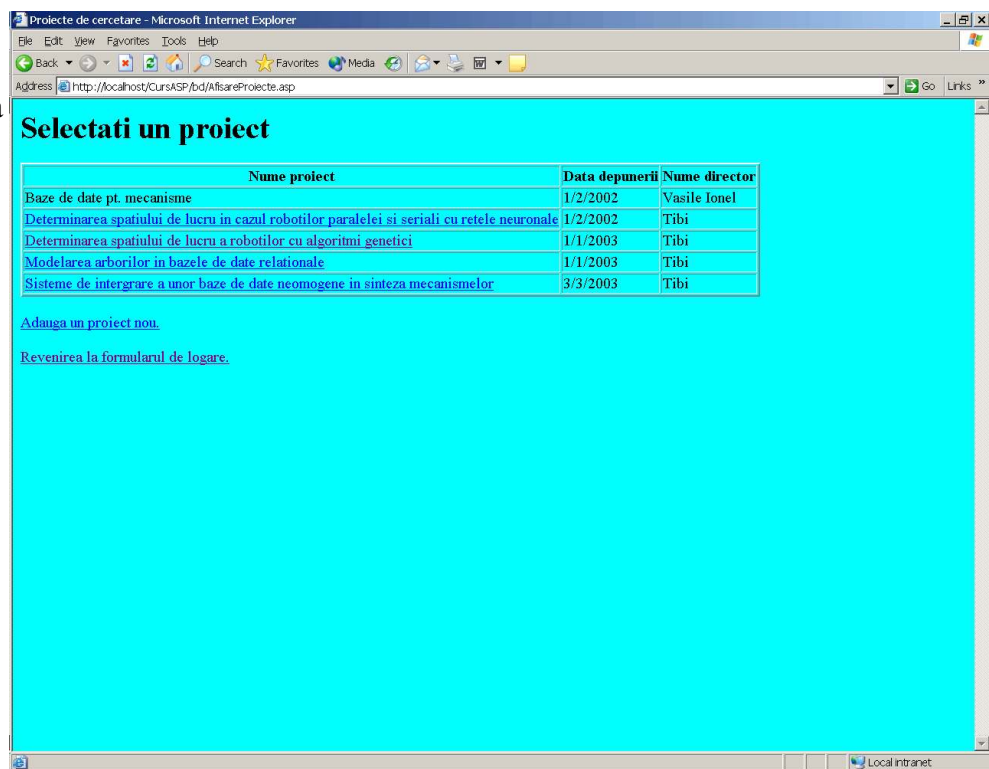 Proiecte de cercetare - Microsoft Internet Explorer
File Edit View Favorites Tools Help
Back Search Favorites Media
Address http://localhost/CursASP/bd/AfisareProiecte.asp Go Links »
a
Selectati un proiect
Nume proiect Data depunerii Nume director
Baze de date pt. mecanisme 1/2/2002 Vasile Ionel
Determinarea spatiului de lucru in cazul robotilor paralelei si seriali cu retele neuronale 1/2/2002 Tibi
Determinarea spatiului de lucru a robotilor cu algoritmi genetici 1/1/2003 Tibi
Modelarea arborilor in bazele de date relationale 1/1/2003 Tibi
Sisteme de intergrare a unor baze de date neomogene in sinteza mecanismelor 3/3/2003 Tibi
Adauga un proiect nou.
Revenirea la formularul de logare.
Local intranet